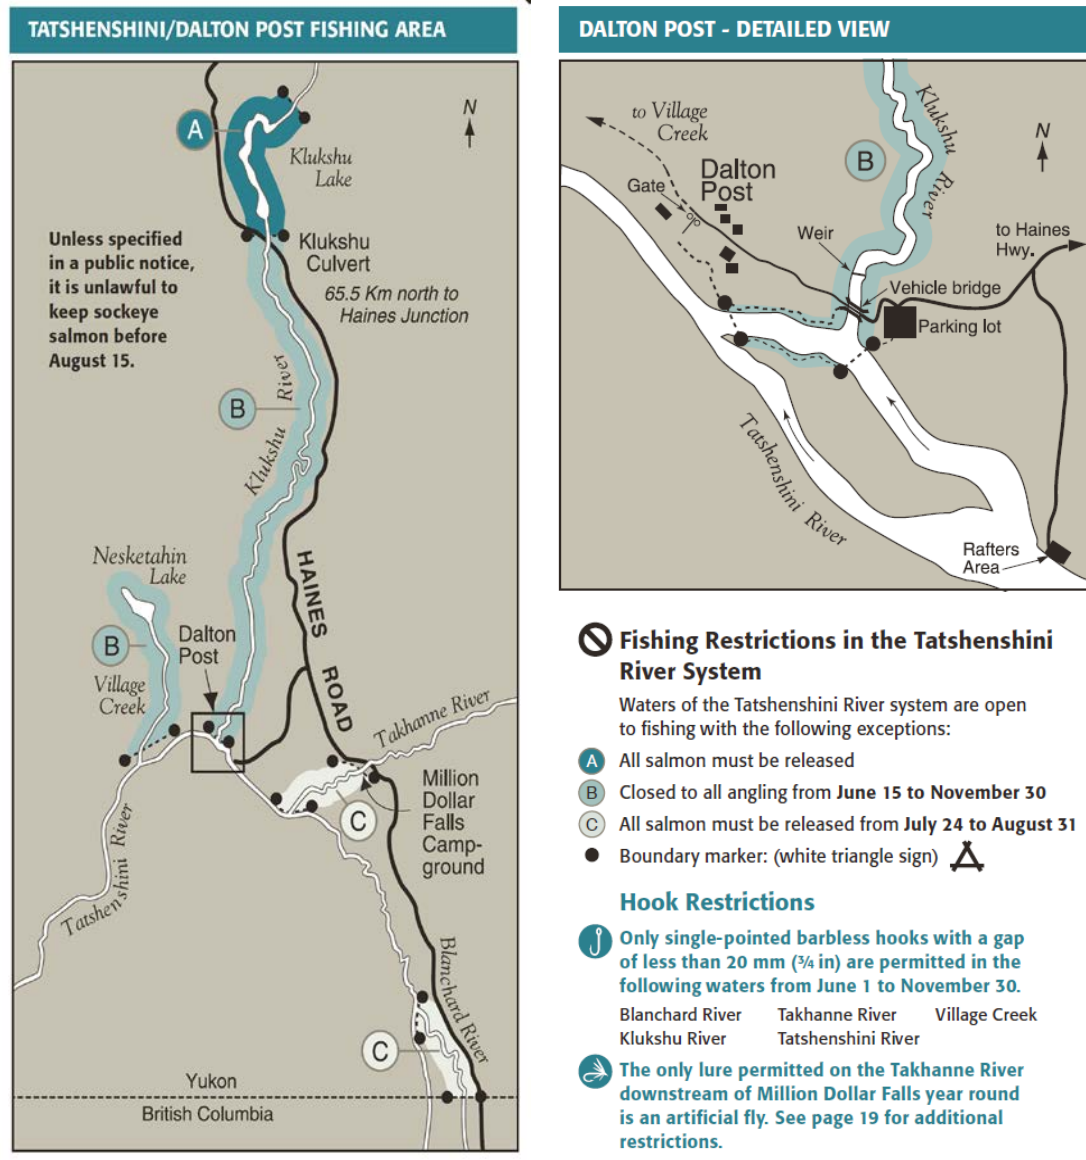 TATSHENSHINI/DALTON POST FISHING AREA
A
N
Klukshu
Lake
Unless specified
in a public notice,
it is unlawful to
keep sockeye
salmon before
August 15.
Klukshu
Culvert
65.5 Km north to
Haines Junction
B
Klukshu River
Nesketahin
Lake
HAINES ROAD
B
Dalton
Post
Village
Creek
Takhanne River
Million
Dollar
Falls
Camp-
ground
C
Tatshenshini River
Blanchard River
C
Yukon
British Columbia
DALTON POST - DETAILED VIEW
to Village
Creek
Klukshu River
N
B
Dalton
Post
Gate
Weir
to Haines
Hwy.
Vehicle bridge
Parking lot
Tatshenshini River
Rafters
Area
Fishing Restrictions in the Tatshenshini
River System
Waters of the Tatshenshini River system are open
to fishing with the following exceptions:
A All salmon must be released
B Closed to all angling from June 15 to November 30
C All salmon must be released from July 24 to August 31
Boundary marker: (white triangle sign)
Hook Restrictions
Only single-pointed barbless hooks with a gap
of less than 20 mm (¾ in) are permitted in the
following waters from June 1 to November 30.
Blanchard River Takhanne River Village Creek
Klukshu River Tatshenshini River
The only lure permitted on the Takhanne River
downstream of Million Dollar Falls year round
is an artificial fly. See page 19 for additional
restrictions.